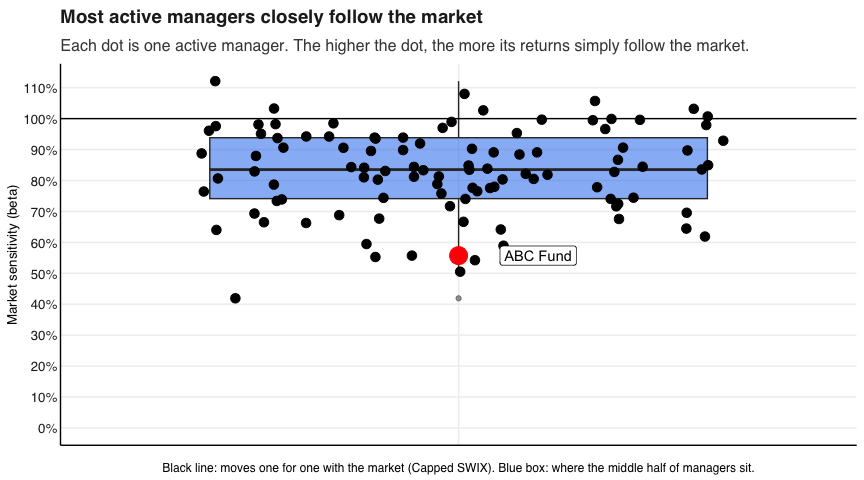 Most active managers closely follow the market
Each dot is one active manager. The higher the dot, the more its returns simply follow the market.
Market sensitivity (beta)
110%
100%
90%
80%
70%
60%
50%
40%
30%
20%
10%
0%
ABC Fund
Black line: moves one for one with the market (Capped SWIX). Blue box: where the middle half of managers sit.